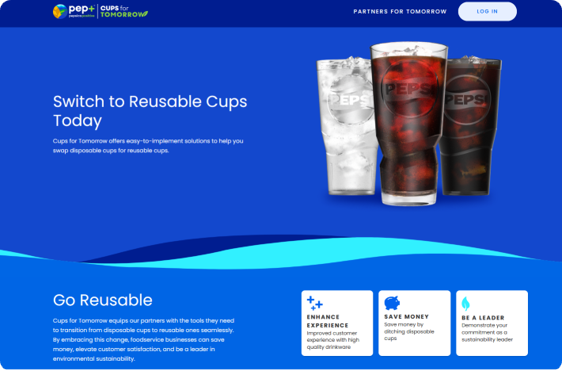 pep+ CUPS for
TOMORROW
PARTNERS FOR TOMORROW
LOG IN
Switch to Reusable Cups
Today
Cups for Tomorrow offers easy-to-implement solutions to help you
swap disposable cups for reusable cups.
PEPSI
PEPSI
Go Reusable
Cups for Tomorrow equips our partners with the tools they need
to transition from disposable cups to reusable ones seamlessly.
By embracing this change, foodservice businesses can save
money, elevate customer satisfaction, and be a leader in
environmental sustainability.
ENHANCE
EXPERIENCE
Improved customer
experience with high
quality drinkware
SAVE MONEY
Save money by
ditching disposable
cups
BE A LEADER
Demonstrate your
commitment as a
sustainability leader